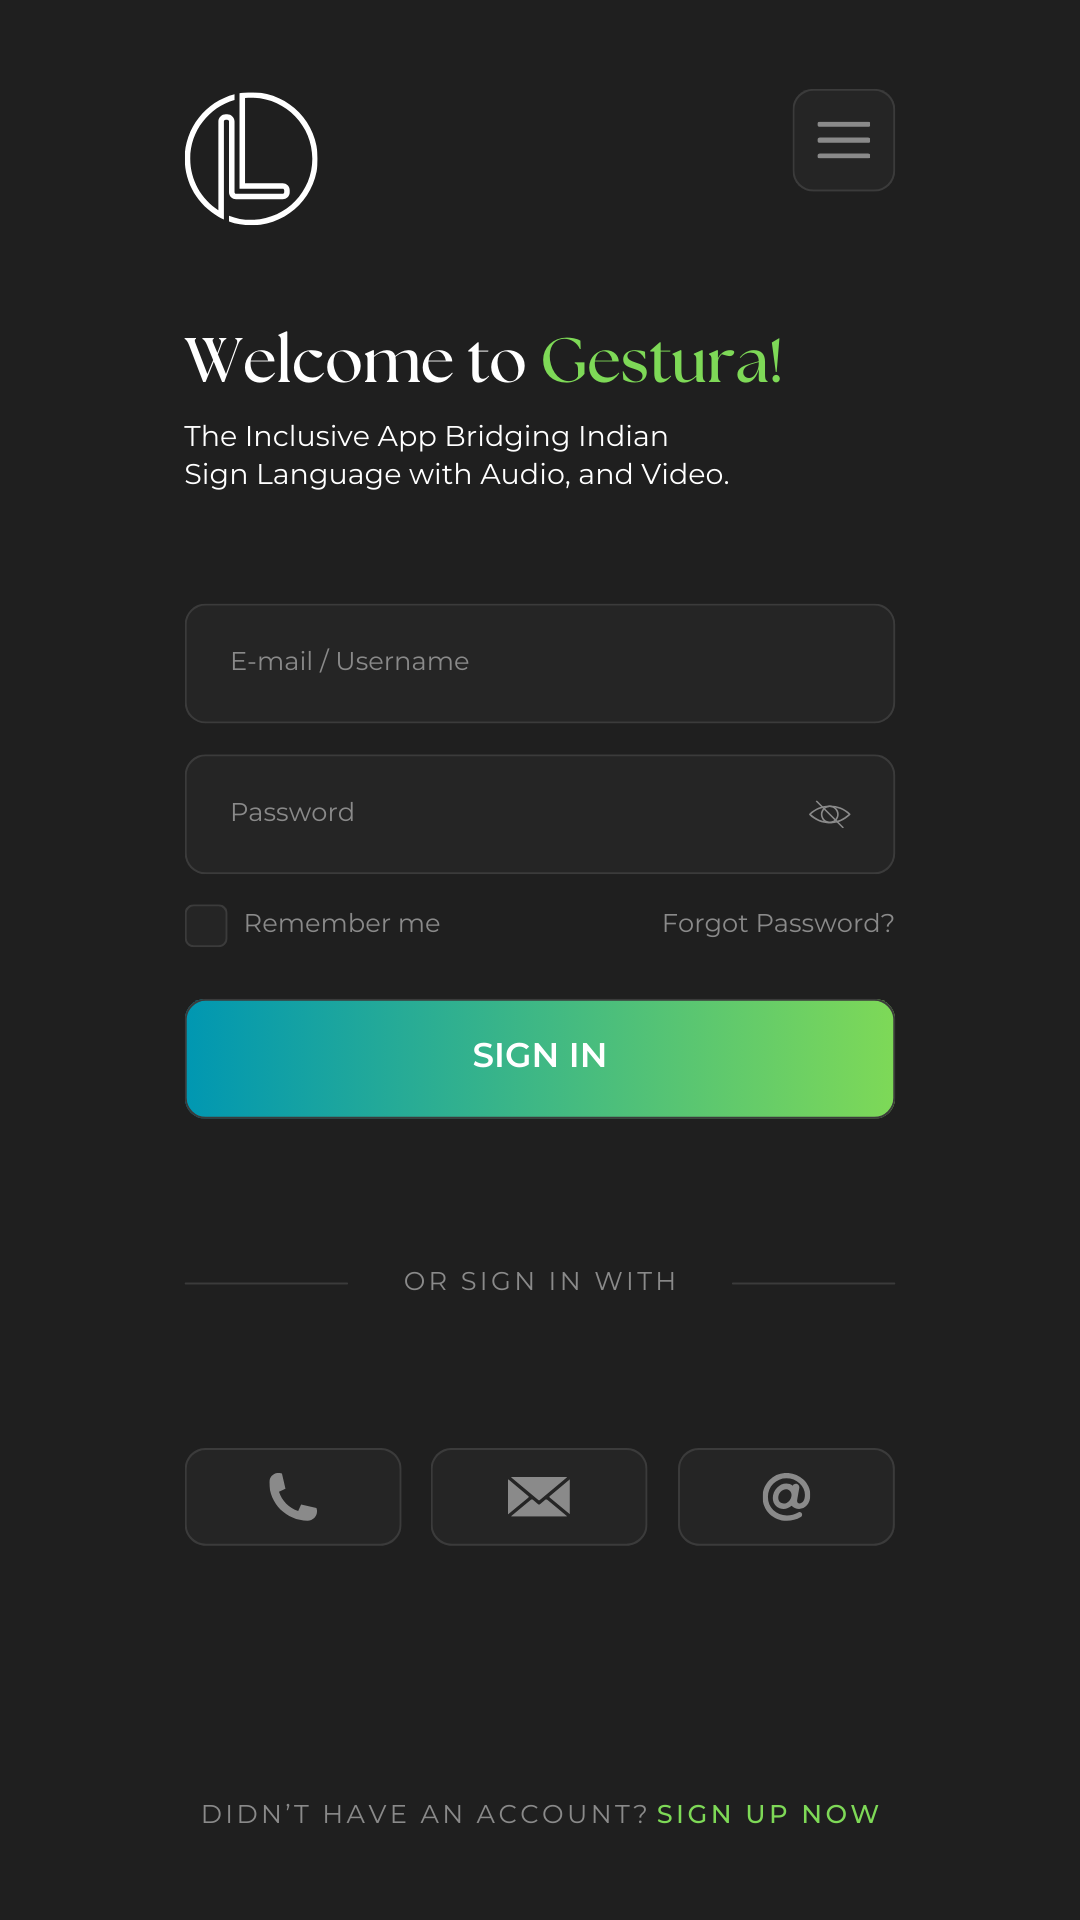 Welcome to Gestura!
The Inclusive App Bridging Indian
Sign Language with Audio, and Video.
E-mail / Username
Password
Remember me
Forgot Password?
SIGN IN
OR SIGN IN WITH
@
DIDN’T HAVE AN ACCOUNT? SIGN UP NOW